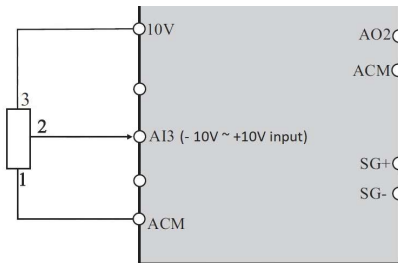 10V
AO2
ACM
3
2
AI3 (- 10V ~ +10V input)
1
SG+
SG-
ACM